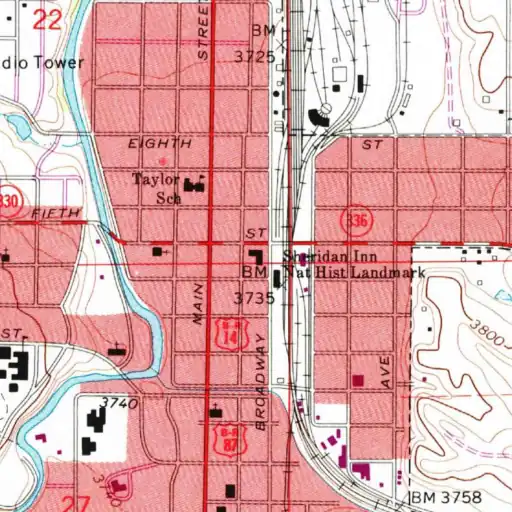 22
STREET
BM
3725
dio Tower
EIGHTH
ST
Taylor
Sch
330
FIFTH
336
ST
Sheridan Inn
BM
Nat Hist Landmark
3735
MAIN
3800
B-R
14
ST
BROADWAY
AVE
3740
B-R
87
3740
27
BM 3758